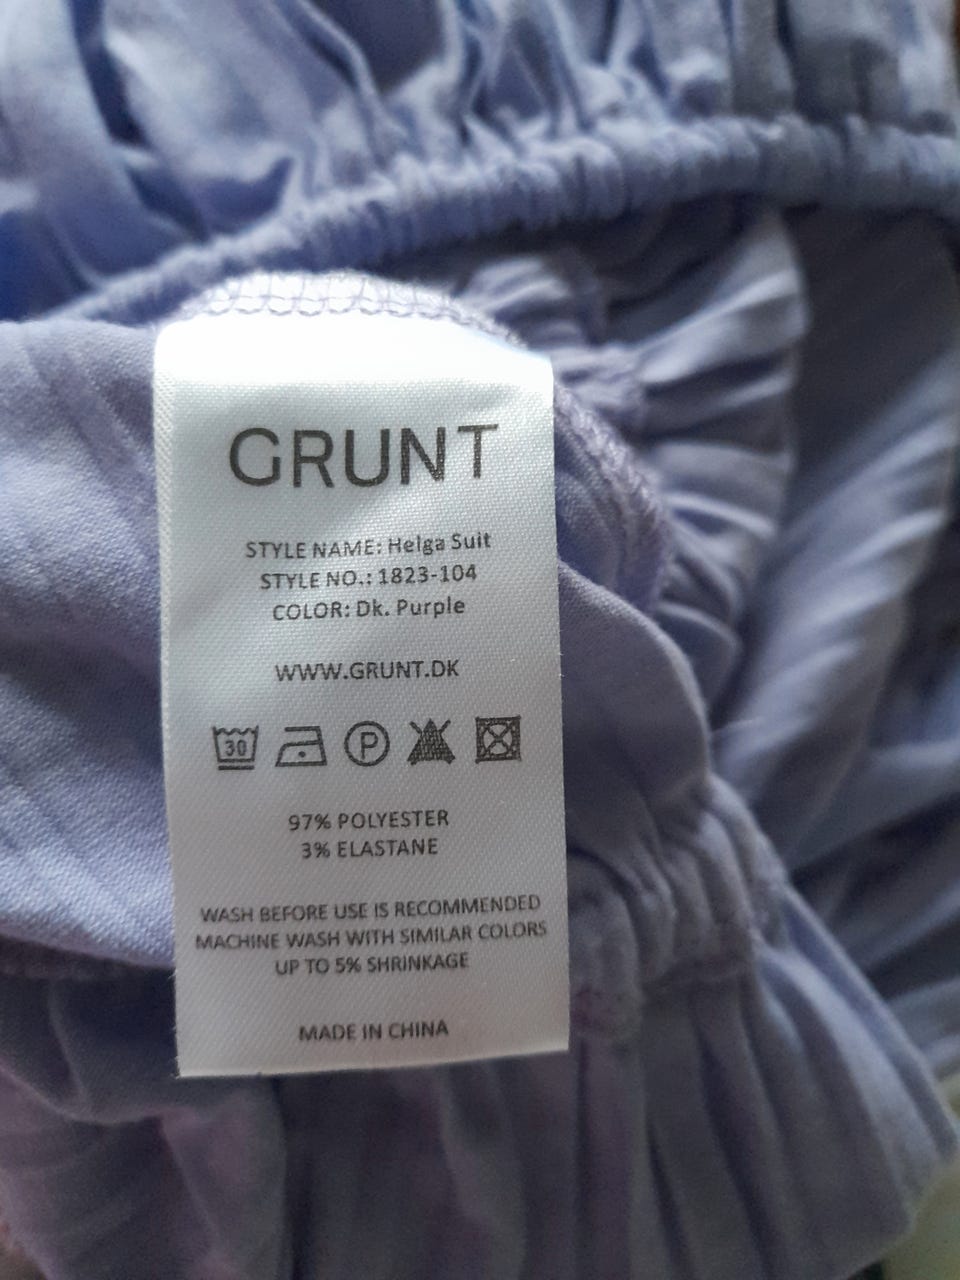 GRUNT
STYLE NAME: Helga Suit
STYLE NO.: 1823-104
COLOR: Dk. Purple
WWW.GRUNT.DK
30 P
97% POLYESTER
3% ELASTANE
WASH BEFORE USE IS RECOMMENDED
MACHINE WASH WITH SIMILAR COLORS
UP TO 5% SHRINKAGE
MADE IN CHINA